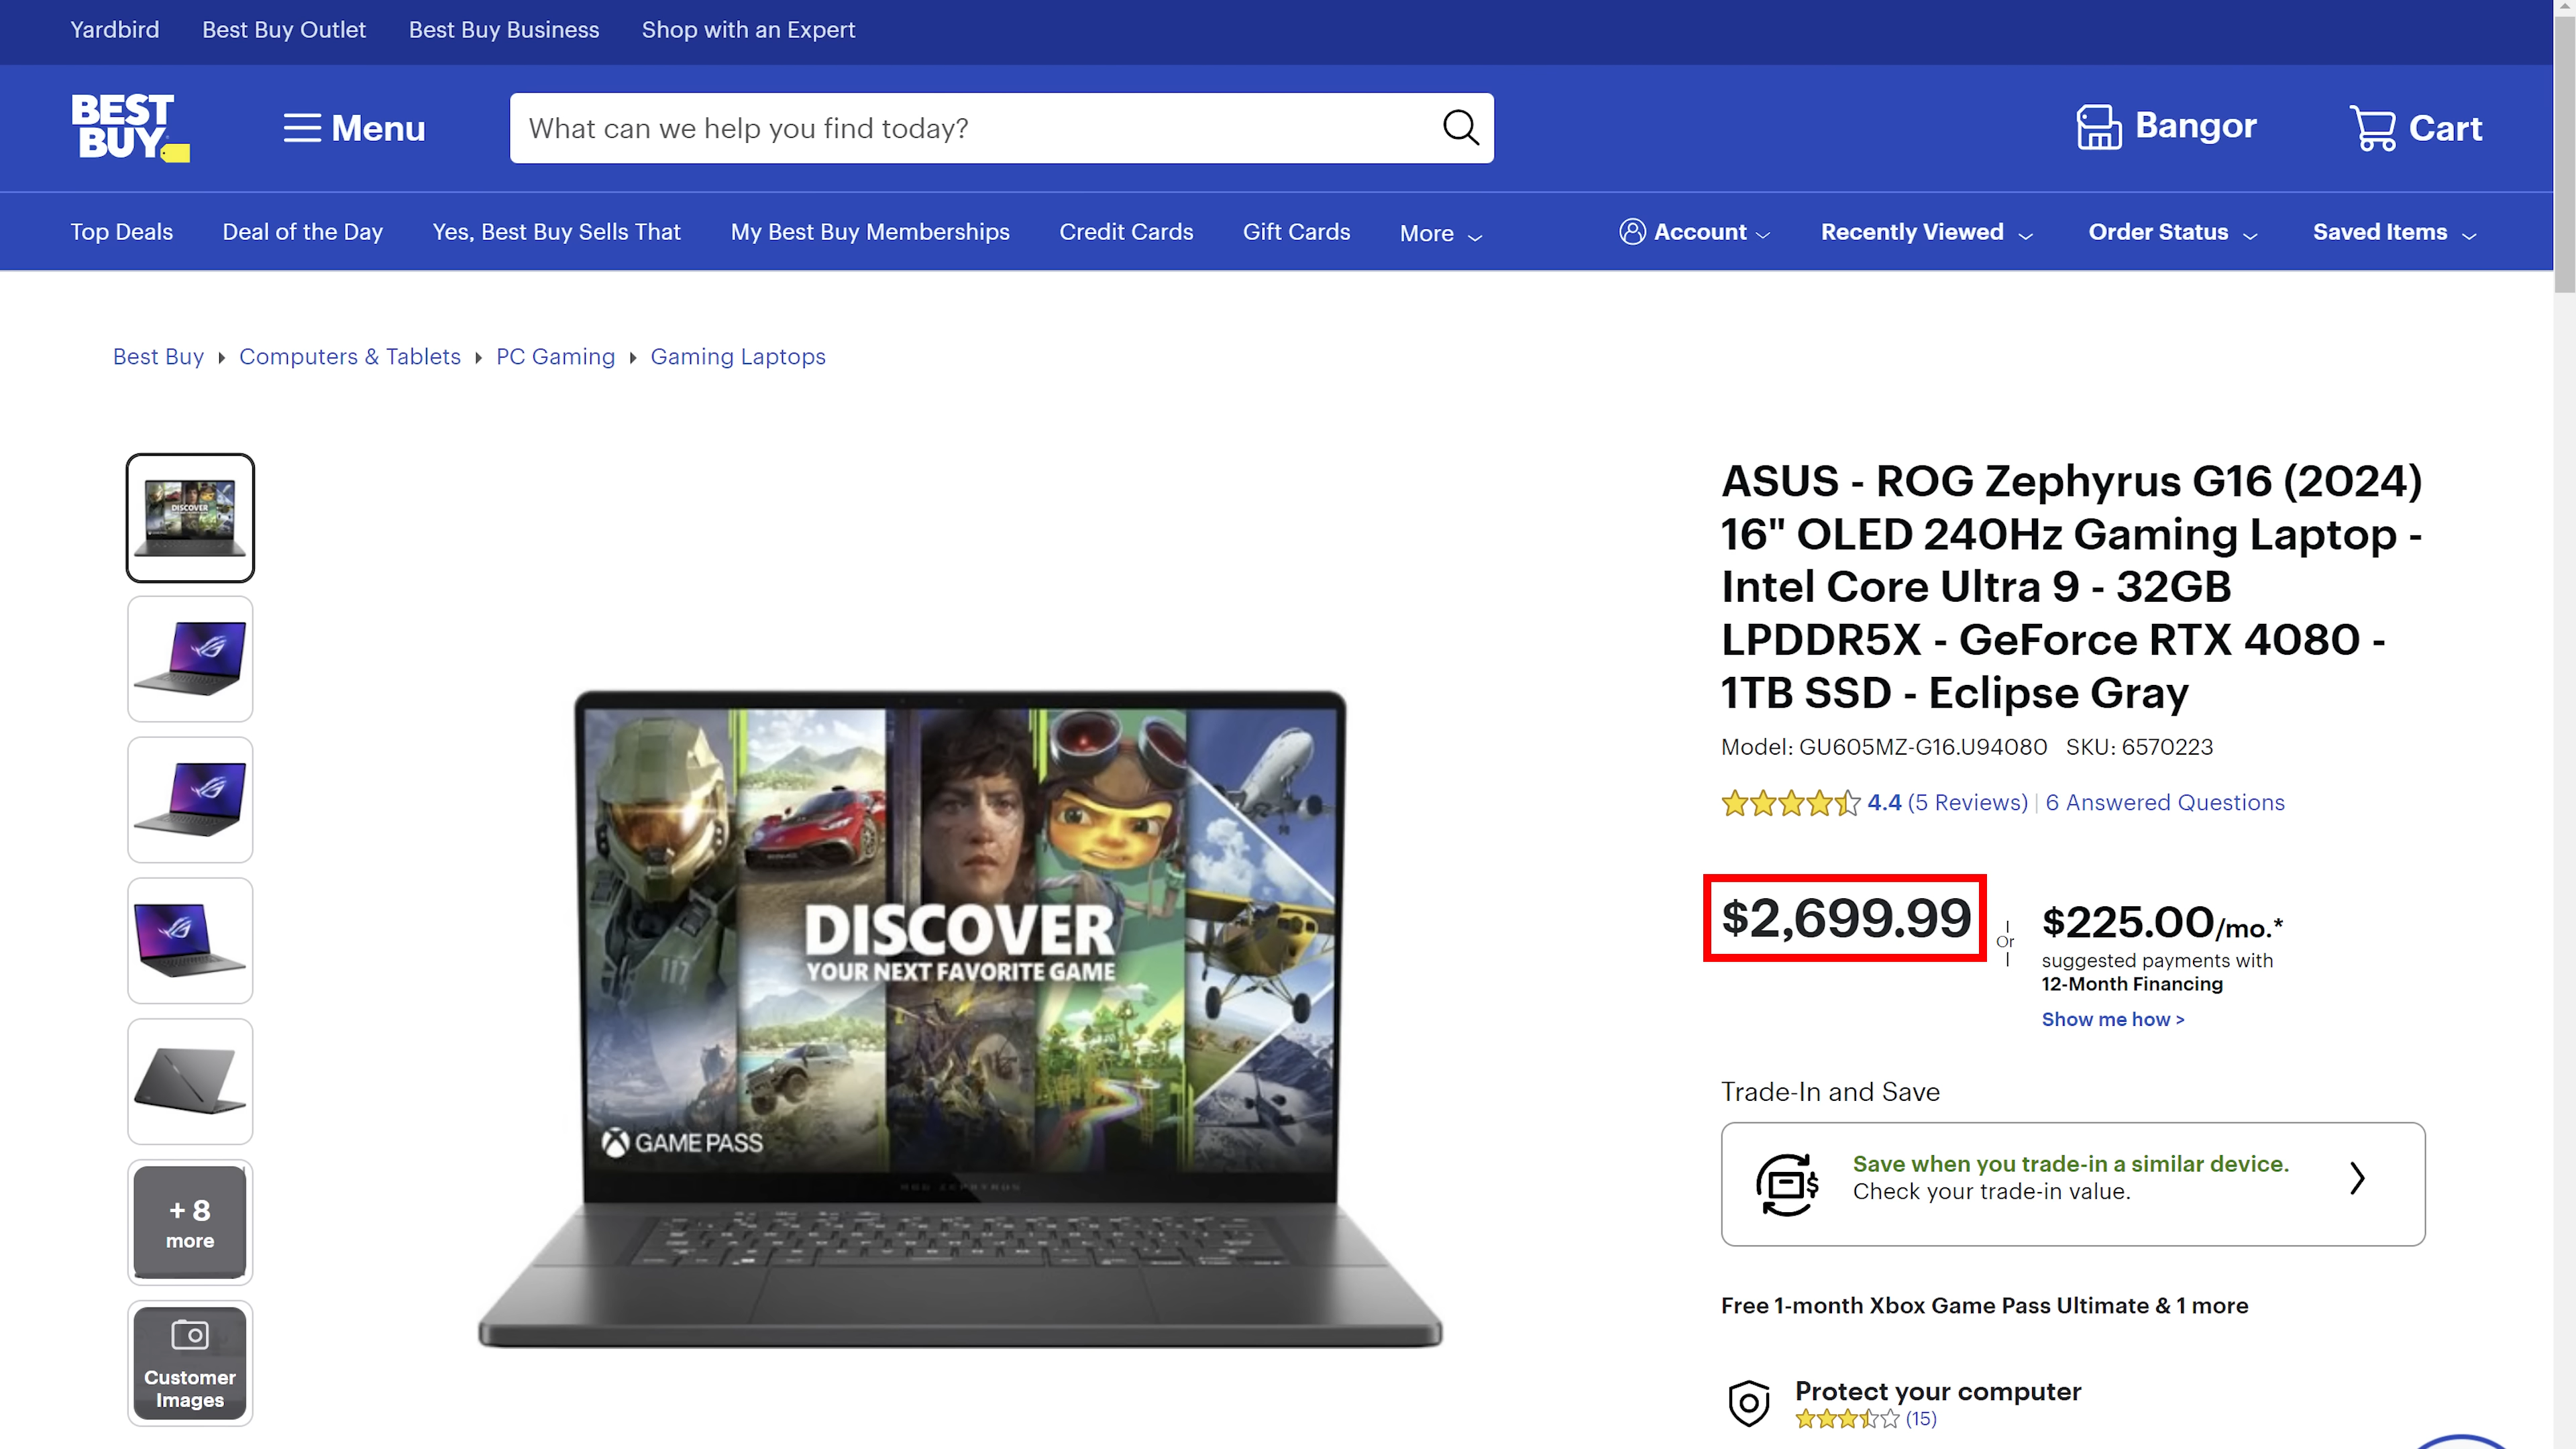 Yardbird Best Buy Outlet Best Buy Business Shop with an Expert
BEST
BUY
Menu
What can we help you find today?
Bangor
Cart
Top Deals Deal of the Day Yes, Best Buy Sells That My Best Buy Memberships Credit Cards Gift Cards More Account Recently Viewed Order Status Saved Items
Best Buy Computers & Tablets PC Gaming Gaming Laptops
DISCOVER
+ 8
more
Customer
Images
DISCOVER
YOUR NEXT FAVORITE GAME
117
GAME PASS
ROG ZEPHYRUS
ASUS - ROG Zephyrus G16 (2024)
16" OLED 240Hz Gaming Laptop -
Intel Core Ultra 9 - 32GB
LPDDR5X - GeForce RTX 4080 -
1TB SSD - Eclipse Gray
Model: GU605MZ-G16.U94080 SKU: 6570223
4.4 (5 Reviews) | 6 Answered Questions
$2,699.99
Or
$225.00/mo.*
suggested payments with
12-Month Financing
Show me how >
Trade-In and Save
Save when you trade-in a similar device.
Check your trade-in value.
Free 1-month Xbox Game Pass Ultimate & 1 more
Protect your computer
(15)